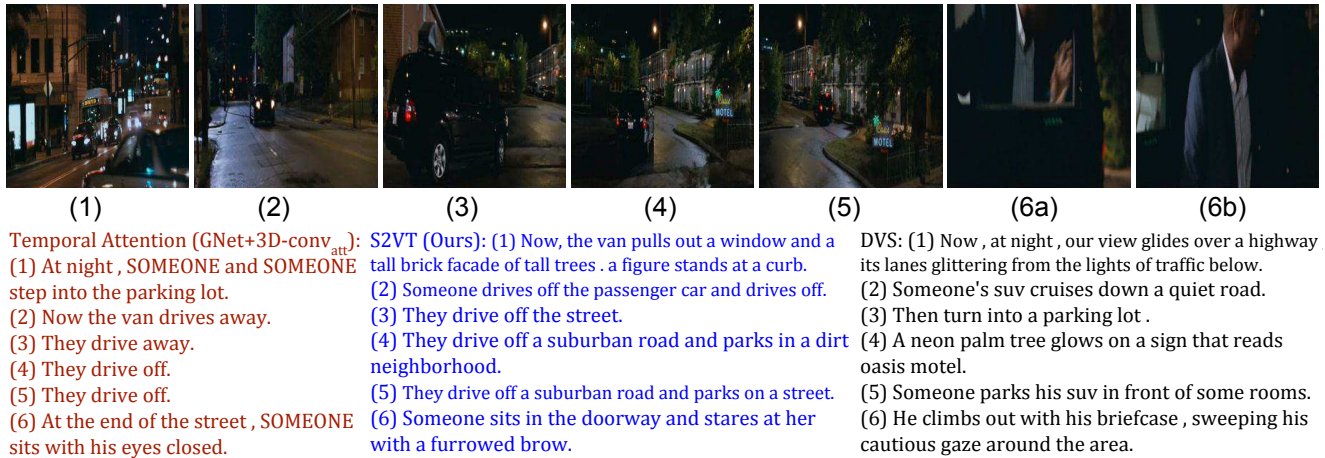 OASIS
MOTEL
OASIS
MOTEL
(1)
(2)
(3)
(4)
(5)
(6a)
(6b)
Temporal Attention (GNet+3D-conv_att):
(1) At night , SOMEONE and SOMEONE
step into the parking lot.
(2) Now the van drives away.
(3) They drive away.
(4) They drive off.
(5) They drive off.
(6) At the end of the street , SOMEONE
sits with his eyes closed.
S2VT (Ours): (1) Now, the van pulls out a window and a
tall brick facade of tall trees . a figure stands at a curb.
(2) Someone drives off the passenger car and drives off.
(3) They drive off the street.
(4) They drive off a suburban road and parks in a dirt
neighborhood.
(5) They drive off a suburban road and parks on a street.
(6) Someone sits in the doorway and stares at her
with a furrowed brow.
DVS: (1) Now , at night , our view glides over a highway ,
its lanes glittering from the lights of traffic below.
(2) Someone's suv cruises down a quiet road.
(3) Then turn into a parking lot .
(4) A neon palm tree glows on a sign that reads
oasis motel.
(5) Someone parks his suv in front of some rooms.
(6) He climbs out with his briefcase , sweeping his
cautious gaze around the area.